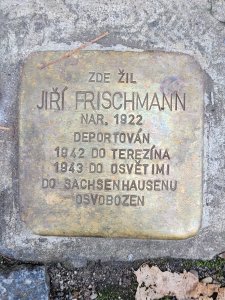 ZDE ŽIL
JIŘÍ FRISCHMANN
NAR. 1922
DEPORTOVÁN
1942 DO TEREZÍNA
1943 DO OSVĚTIMI
DO SACHSENHAUSENU
OSVOBOZEN